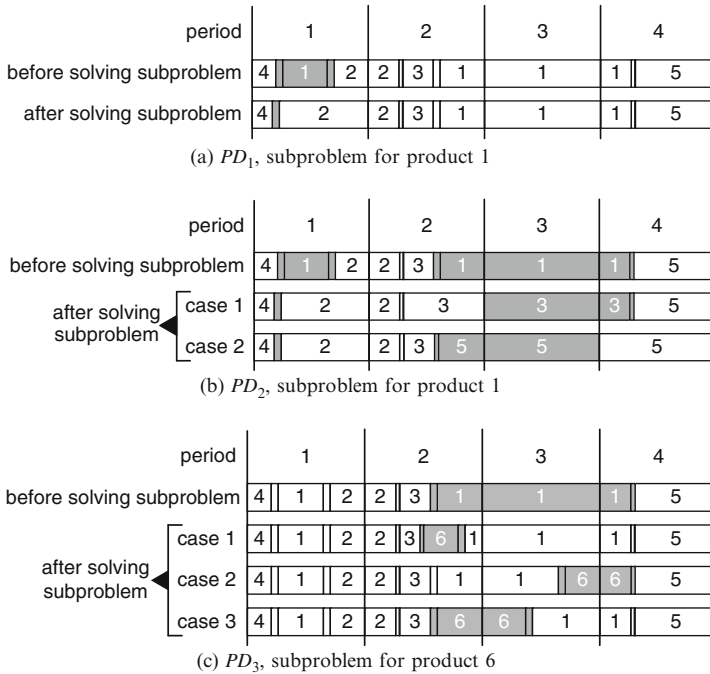 period 1 2 3 4
before solving subproblem 4 1 2 2 3 1 1 1 5
after solving subproblem 4 2 2 3 1 1 1 5
(a) PD1, subproblem for product 1
period 1 2 3 4
before solving subproblem 4 1 2 2 3 1 1 1 5
after solving subproblem
case 1 4 2 2 3 3 3 5
case 2 4 2 2 3 5 5 5
(b) PD2, subproblem for product 1
period 1 2 3 4
before solving subproblem 4 1 2 2 3 1 1 1 5
after solving subproblem
case 1 4 1 2 2 3 6 1 1 1 5
case 2 4 1 2 2 3 1 1 6 6 5
case 3 4 1 2 2 3 6 6 1 1 5
(c) PD3, subproblem for product 6